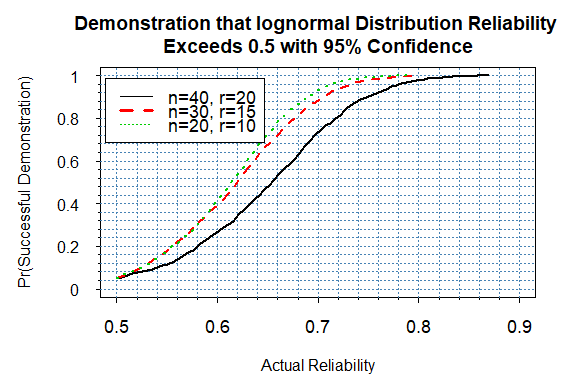 Demonstration that lognormal Distribution Reliability
Exceeds 0.5 with 95% Confidence
n=40, r=20
n=30, r=15
n=20, r=10
Pr(Successful Demonstration)
1
0.8
0.6
0.4
0.2
0
0.5 0.6 0.7 0.8 0.9
Actual Reliability